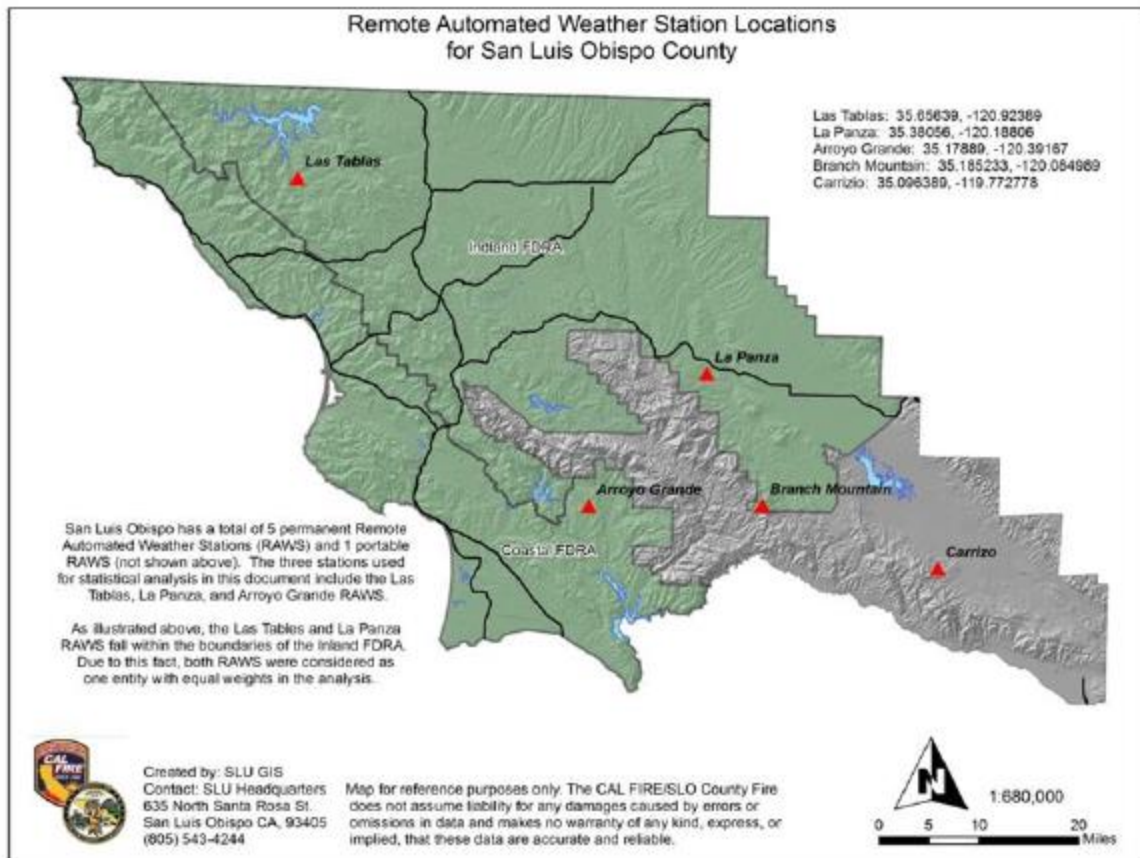 Remote Automated Weather Station Locations
for San Luis Obispo County
Las Tablas: 35.65639, -120.92389
La Panza: 35.38056, -120.18806
Arroyo Grande: 35.17889, -120.39167
Branch Mountain: 35.185233, -120.084989
Carrizio: 35.096389, -119.772778
Las Tablas
Inland FDRA
La Panza
Arroyo Grande
Branch Mountain
Coastal FDRA
Carrizo
San Luis Obispo has a total of 5 permanent Remote
Automated Weather Stations (RAWS) and 1 portable
RAWS (not shown above). The three stations used
for statistical analysis in this document include the Las
Tablas, La Panza, and Arroyo Grande RAWS.
As illustrated above, the Las Tables and La Panza
RAWS fall within the boundaries of the Inland FDRA.
Due to this fact, both RAWS were considered as
one entity with equal weights in the analysis.
CAL
FIRE
Created by: SLU GIS
Contact: SLU Headquarters
635 North Santa Rosa St.
San Luis Obispo CA, 93405
(805) 543-4244
Map for reference purposes only. The CAL FIRE/SLO County Fire
does not assume liability for any damages caused by errors or
omissions in data and makes no warranty of any kind, express, or
implied, that these data are accurate and reliable.
N
1:680,000
0 5 10 20
Miles